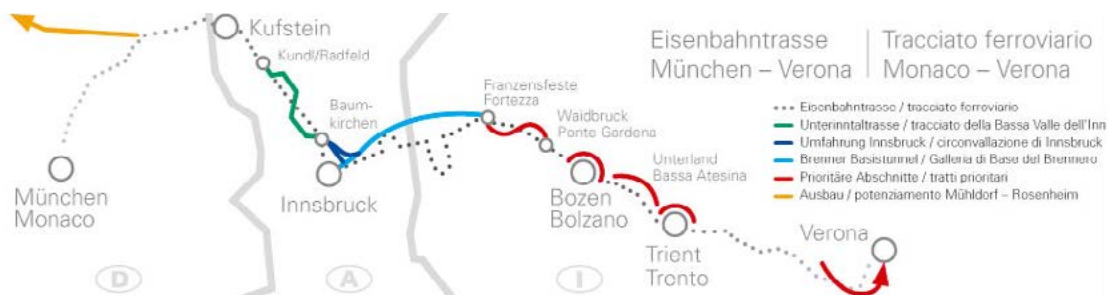 Kufstein
Kundl/Radfeld
Baum-
kirchen
Innsbruck
München
Monaco
Franzensfeste
Fortezza
Waidbruck
Ponte Gardena
Bozen
Bolzano
Unterland
Bassa Atesina
Trient
Trento
Verona
D
A
I
Eisenbahntrasse
München – Verona
Tracciato ferroviario
Monaco – Verona
Eisenbahntrasse / tracciato ferroviario
Unterinntaltrasse / tracciato della Bassa Valle dell'Inn
Umfahrung Innsbruck / circonvallazione di Innsbruck
Brenner Basistunnel / Galleria di Base del Brennero
Prioritäre Abschnitte / tratti prioritari
Ausbau / potenziamento Mühldorf – Rosenheim